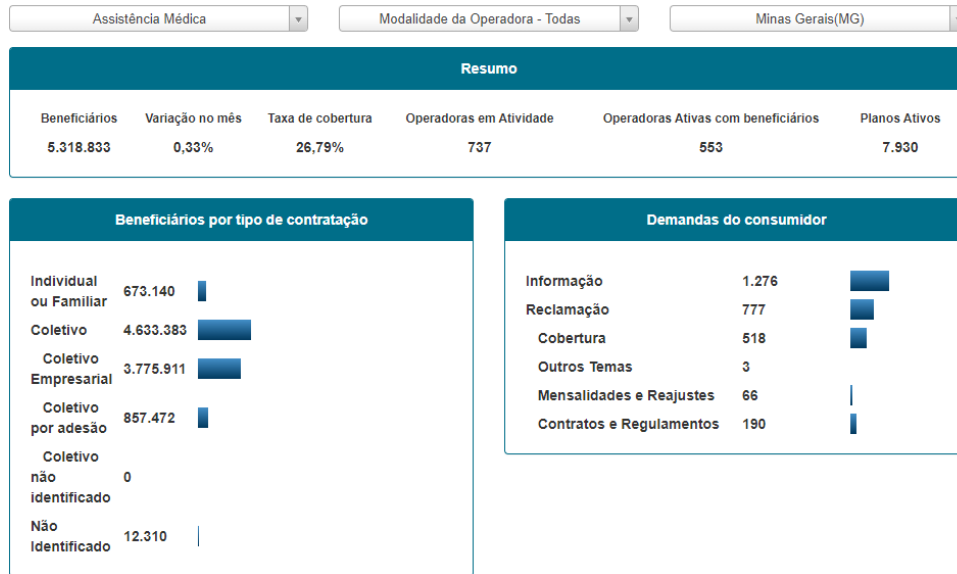 Assistência Médica
Modalidade da Operadora - Todas
Minas Gerais(MG)
Resumo
Beneficiários Variação no mês Taxa de cobertura Operadoras em Atividade Operadoras Ativas com beneficiários Planos Ativos
5.318.833 0,33% 26,79% 737 553 7.930
Beneficiários por tipo de contratação
Individual
ou Familiar
673.140
Coletivo 4.633.383
Coletivo
Empresarial
3.775.911
Coletivo
por adesão
857.472
Coletivo
não
identificado
0
Não
Identificado
12.310
Demandas do consumidor
Informação 1.276
Reclamação 777
Cobertura 518
Outros Temas 3
Mensalidades e Reajustes 66
Contratos e Regulamentos 190